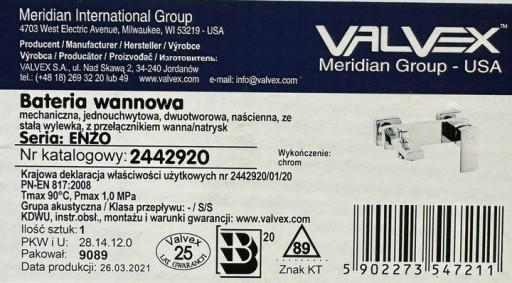 Meridian International Group
4703 West Electric Avenue, Milwaukee, WI 53219 - USA
Producent / Manufacturer / Hersteller / Výrobce
Výrobca / Producător / Proizvođač / Изготовитель:
VALVEX S.A., ul. Nad Skawą 2, 34-240 Jordanów
tel.: (+48 18) 269 32 20 lub 49 www.valvex.com e-mail: info@valvex.com
VALVEX
Meridian Group - USA
Bateria wannowa
mechaniczna, jednouchwytowa, dwuotworowa, naścienna, ze
stałą wylewką, z przełącznikiem wanna/natrysk
Seria: ENZO
Nr katalogowy: 2442920
Wykończenie:
chrom
Krajowa deklaracja właściwości użytkowych nr 2442920/01/20
PN-EN 817:2008
Tmax 90°C, Pmax 1,0 MPa
Grupa akustyczna / Klasa przepływu: - /S/S
KDWU, instr.obsł., montażu i warunki gwarancji: www.valvex.com
Ilość sztuk: 1
PKW i U: 28.14.12.0
Pakował: 9089
Data produkcji: 26.03.2021
Valvex
25
LAT GWARANCJI
B
20
89
Znak KT
5 902273 547211